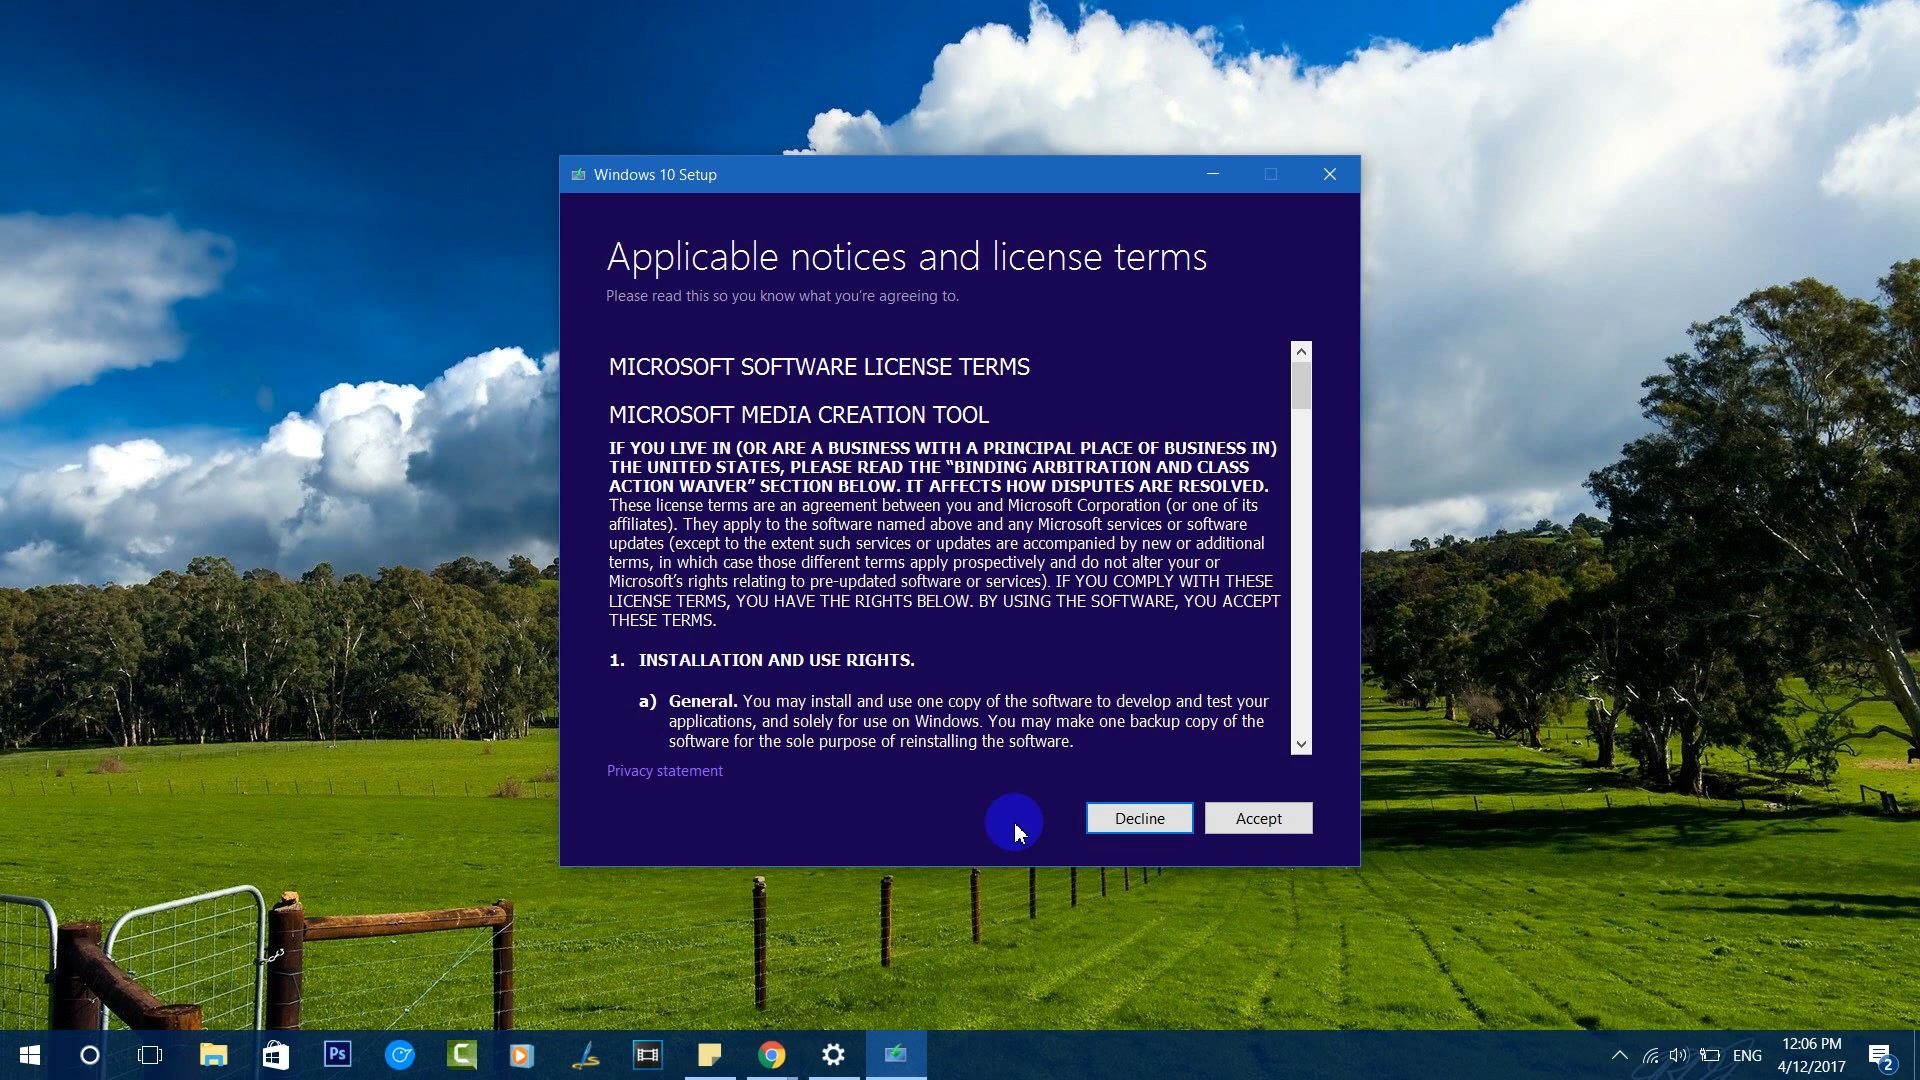 Windows 10 Setup
Applicable notices and license terms
Please read this so you know what you're agreeing to.
MICROSOFT SOFTWARE LICENSE TERMS
MICROSOFT MEDIA CREATION TOOL
IF YOU LIVE IN (OR ARE A BUSINESS WITH A PRINCIPAL PLACE OF BUSINESS IN)
THE UNITED STATES, PLEASE READ THE “BINDING ARBITRATION AND CLASS
ACTION WAIVER” SECTION BELOW. IT AFFECTS HOW DISPUTES ARE RESOLVED.
These license terms are an agreement between you and Microsoft Corporation (or one of its
affiliates). They apply to the software named above and any Microsoft services or software
updates (except to the extent such services or updates are accompanied by new or additional
terms, in which case those different terms apply prospectively and do not alter your or
Microsoft’s rights relating to pre-updated software or services). IF YOU COMPLY WITH THESE
LICENSE TERMS, YOU HAVE THE RIGHTS BELOW. BY USING THE SOFTWARE, YOU ACCEPT
THESE TERMS.
1. INSTALLATION AND USE RIGHTS.
a) General. You may install and use one copy of the software to develop and test your
applications, and solely for use on Windows. You may make one backup copy of the
software for the sole purpose of reinstalling the software.
Privacy statement
Decline
Accept
Ps
ENG
12:06 PM
4/12/2017
2